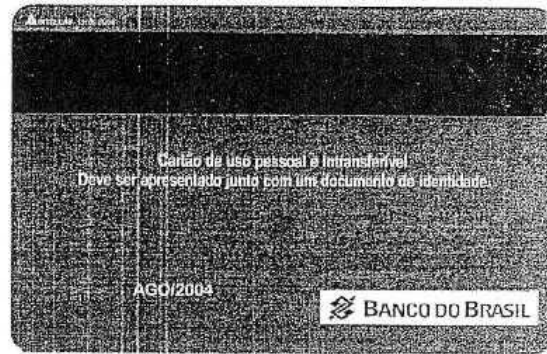 Cartão de uso pessoal e intransferível
Deve ser apresentado junto com um documento de identidade.
AGO/2004
BANCO DO BRASIL